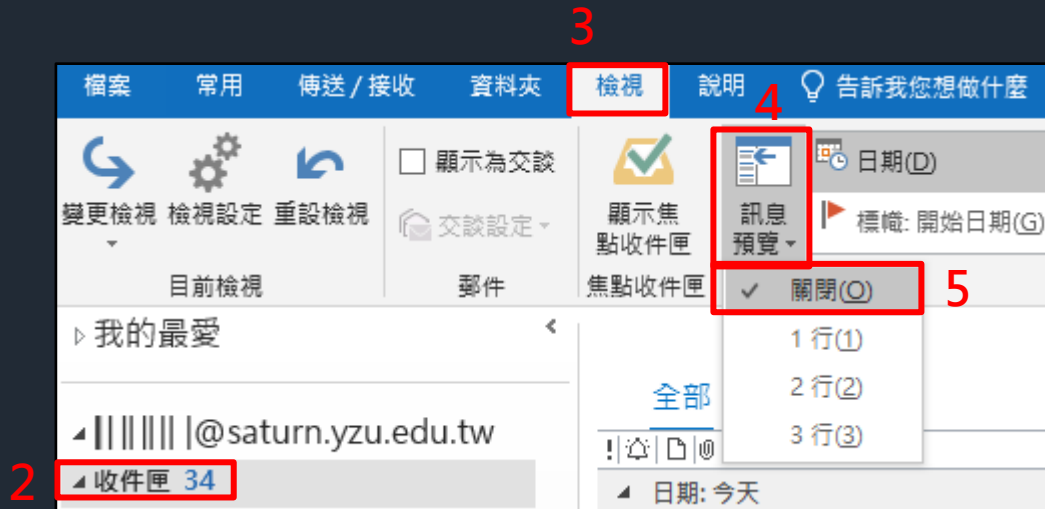 3
檔案 常用 傳送 / 接收 資料夾 檢視 說明 告訴我您想做什麼
4
顯示為交談 日期(D)
變更檢視 檢視設定 重設檢視 交談設定 顯示焦點收件匣 訊息預覽 標幟: 開始日期(G)
目前檢視 郵件 焦點收件匣
關閉(O) 5
我的最愛
1 行(1)
全部 2 行(2)
@saturn.yzu.edu.tw 3 行(3)
2 收件匣 34
日期: 今天